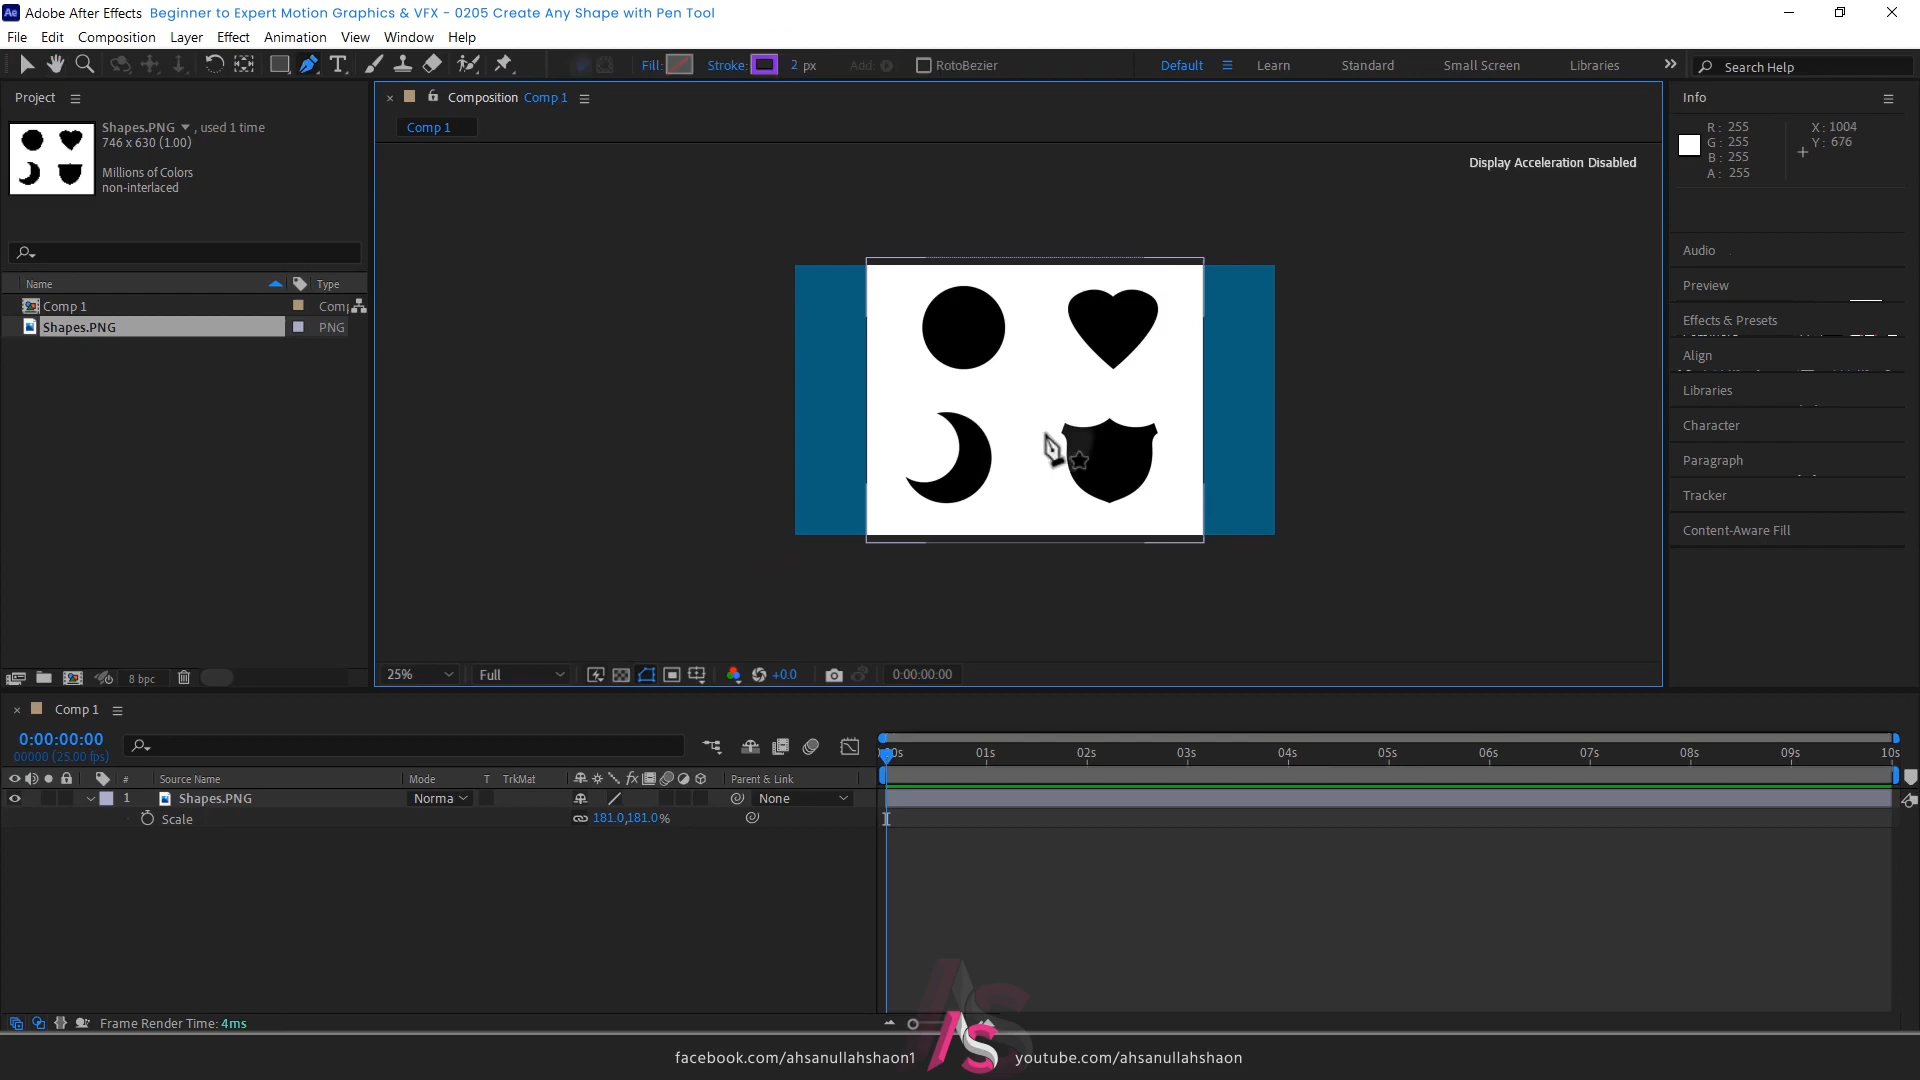 Adobe After Effects Beginner to Expert Motion Graphics & VFX - 0205 Create Any Shape with Pen Tool
File Edit Composition Layer Effect Animation View Window Help
Fill: Stroke: 2 px Add: RotoBezier Default Learn Standard Small Screen Libraries Search Help
Project
Shapes.PNG , used 1 time
746 x 630 (1.00)
Millions of Colors
non-interlaced
Name Type
Comp 1
Shapes.PNG PNG
8 bpc
Composition Comp 1
Comp 1
Display Acceleration Disabled
25% Full +0.0 0:00:00:00
Info
R: 255 X: 1004
G: 255 Y: 676
B: 255
A: 255
Audio
Preview
Effects & Presets
Align
Libraries
Character
Paragraph
Tracker
Content-Aware Fill
Comp 1
0:00:00:00
00000 (25.00 fps)
01s 02s 03s 04s 05s 06s 07s 08s 09s 10s
# Source Name Mode T TrkMat Parent & Link
1 Shapes.PNG Norma None
Scale 181.0,181.0%
Frame Render Time: 4ms
facebook.com/ahsanullahshaon1 youtube.com/ahsanullahshaon